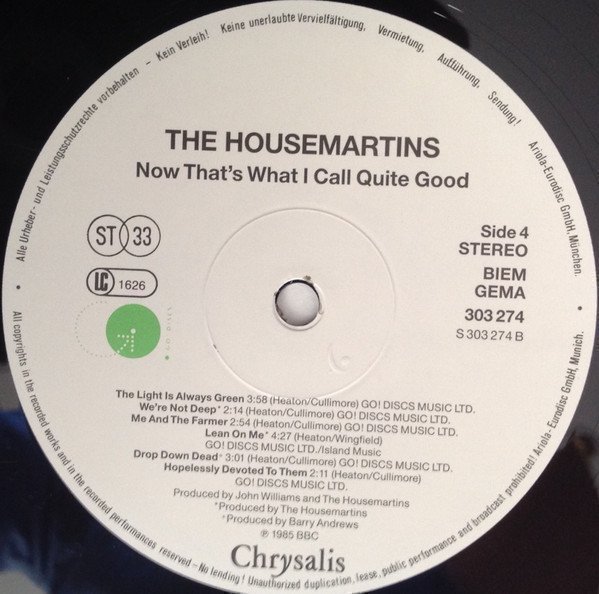 Alle Urheber- und Leistungsschutzrechte vorbehalten - Kein Verleih! Keine unerlaubte Vervielfältigung, Vermietung, Aufführung, Sendung!
Ariola-Eurodisc GmbH, München.
THE HOUSEMARTINS
Now That's What I Call Quite Good
ST 33
LC 1626
GO! DISCS
Side 4
STEREO
BIEM
GEMA
303 274
S 303 274 B
The Light Is Always Green 3:58 (Heaton/Cullimore) GO! DISCS MUSIC LTD.
We're Not Deep* 2:14 (Heaton/Cullimore) GO! DISCS MUSIC LTD.
Me And The Farmer 2:54 (Heaton/Cullimore) GO! DISCS MUSIC LTD.
Lean On Me* 4:27 (Heaton/Wingfield)
GO! DISCS MUSIC LTD./Island Music
Drop Down Dead* 3:01 (Heaton/Cullimore) GO! DISCS MUSIC LTD.
Hopelessly Devoted To Them 2:11 (Heaton/Cullimore)
GO! DISCS MUSIC LTD.
Produced by John Williams and The Housemartins
*Produced by The Housemartins
*Produced by Barry Andrews
℗ 1985 BBC
Chrysalis
All copyrights in the recorded works and in the recorded performances reserved – No lending! Unauthorized duplication, lease, public performance and broadcast prohibited! Ariola-Eurodisc GmbH, Munich.